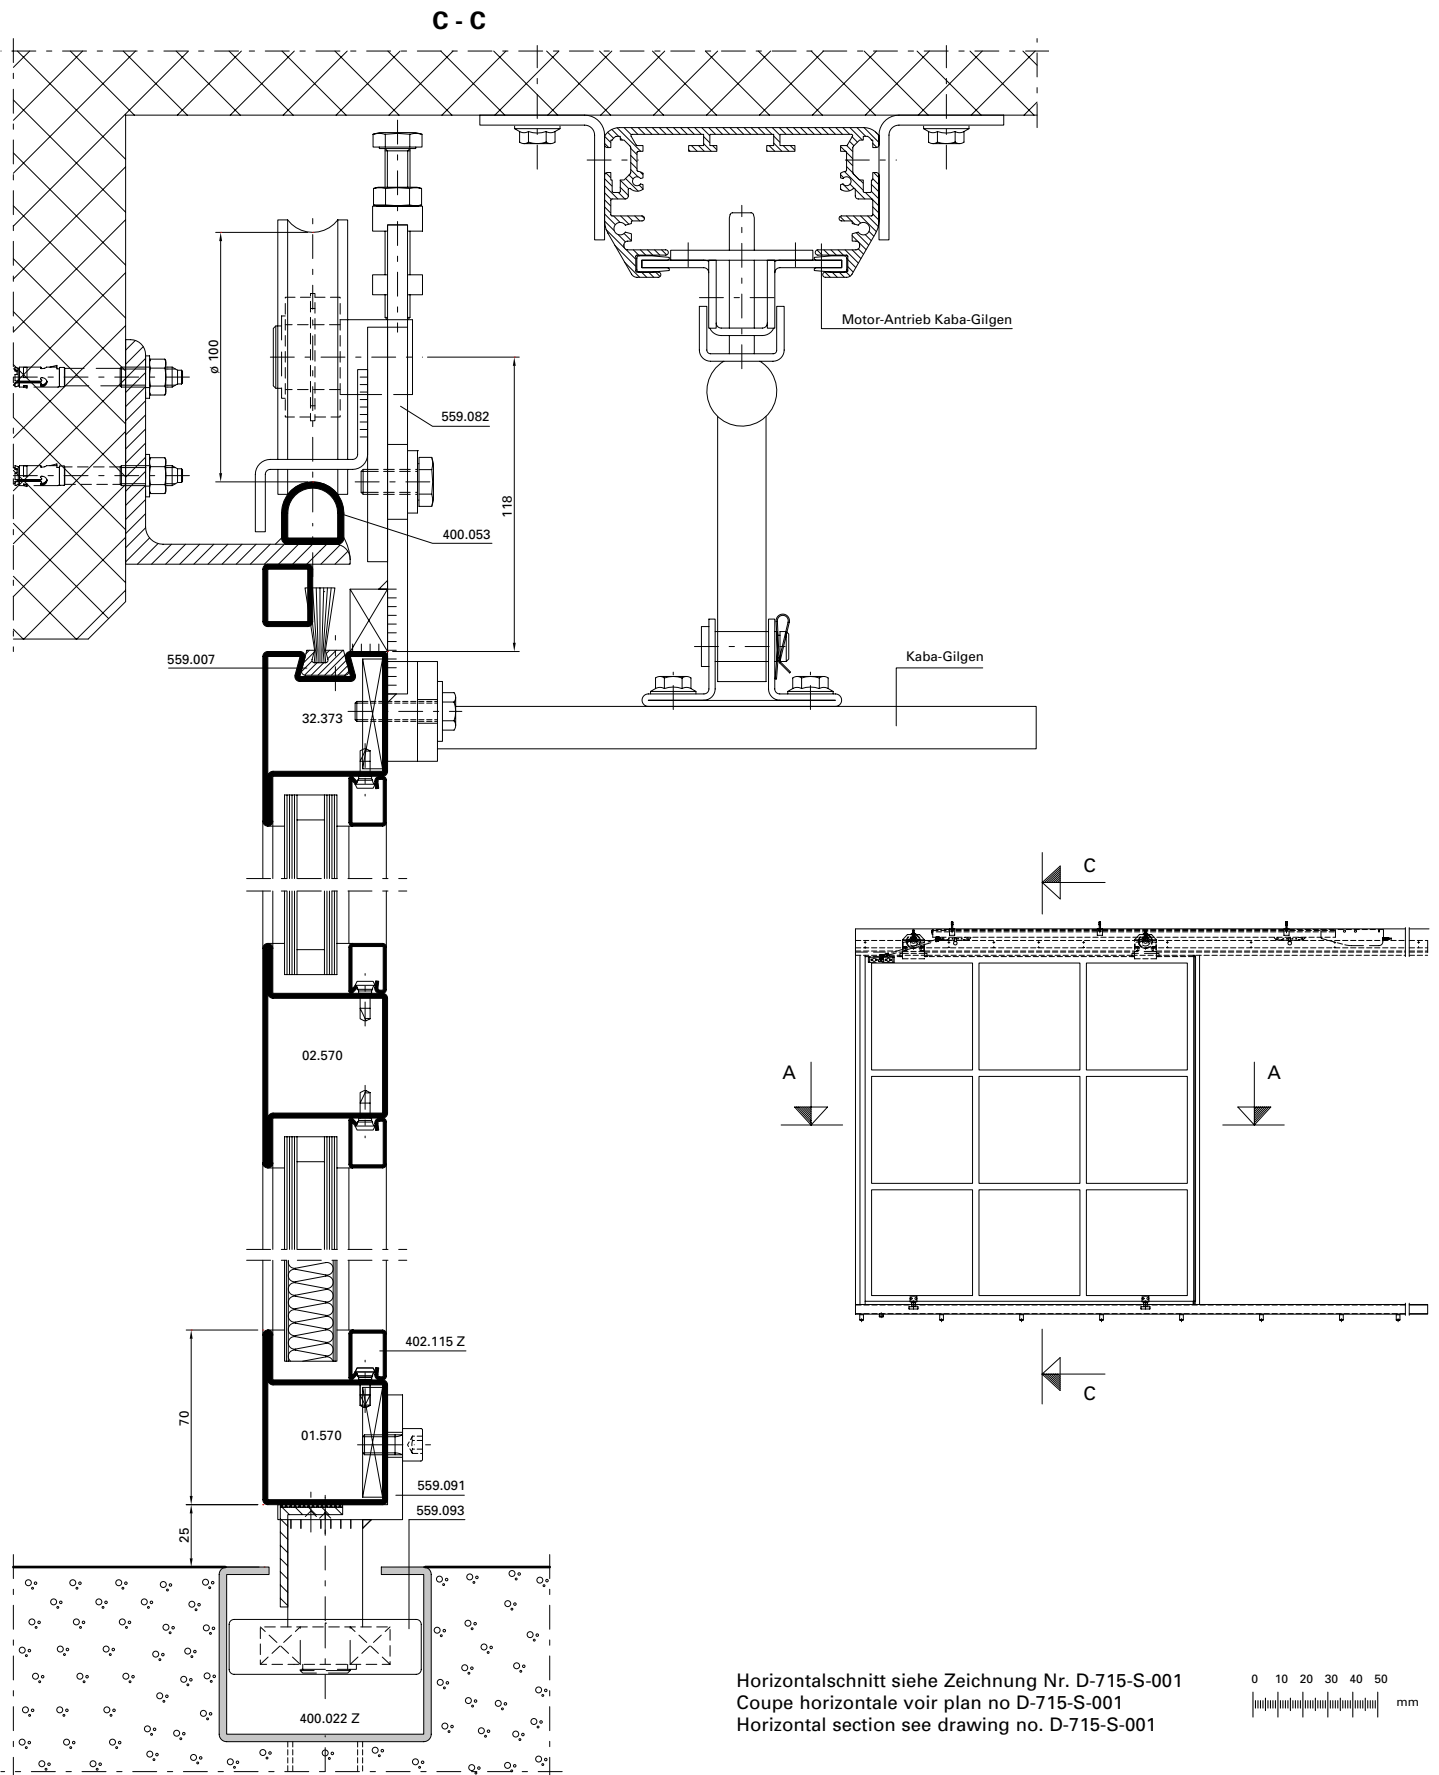 C - C
Motor-Antrieb Kaba-Gilgen
ø 100
559.082
118
400.053
559.007
Kaba-Gilgen
32.373
C
02.570
A
A
402.115 Z
C
70
01.570
559.091
559.093
25
400.022 Z
Horizontalschnitt siehe Zeichnung Nr. D-715-S-001
Coupe horizontale voir plan no D-715-S-001
Horizontal section see drawing no. D-715-S-001
0 10 20 30 40 50
mm